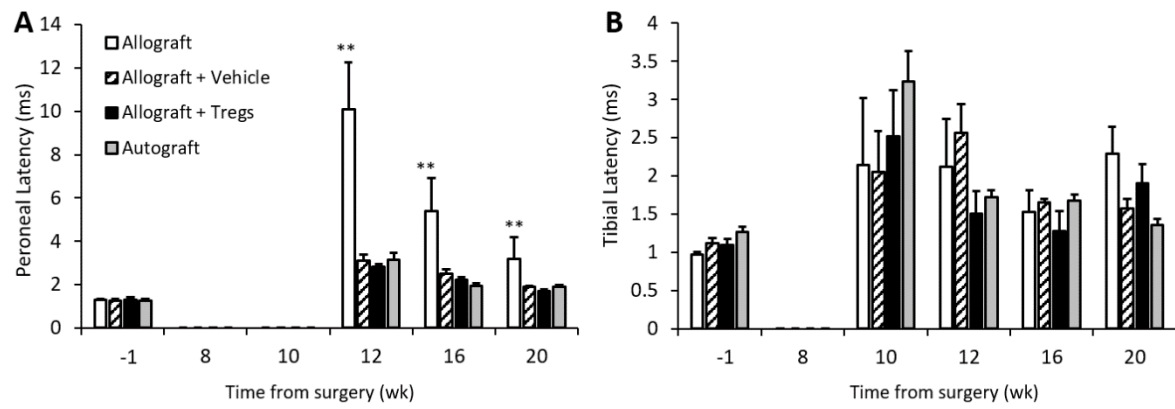 A
Peroneal Latency (ms)
14
12
10
8
6
4
2
0
Allograft
Allograft + Vehicle
Allograft + Tregs
Autograft
**
**
**
-1 8 10 12 16 20
Time from surgery (wk)
B
Tibial Latency (ms)
4
3.5
3
2.5
2
1.5
1
0.5
0
-1 8 10 12 16 20
Time from surgery (wk)